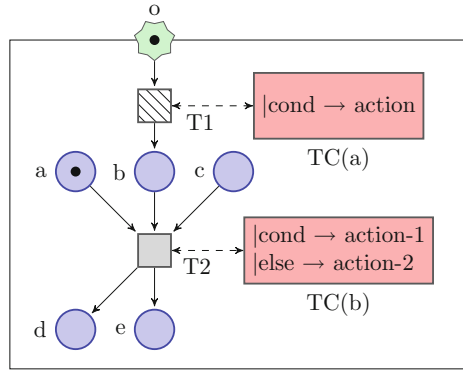 o
|cond → action
T1
TC(a)
a
b
c
|cond → action-1
|else → action-2
T2
TC(b)
d
e